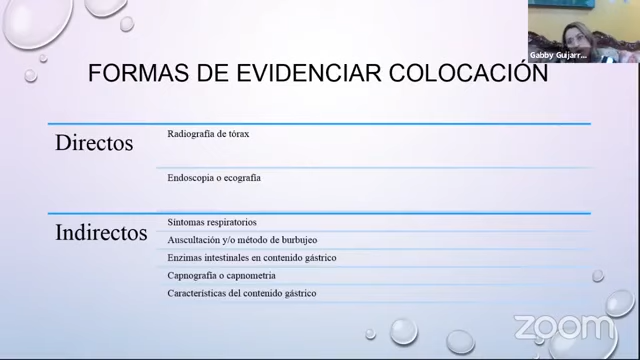 Gabby Guijarr...
FORMAS DE EVIDENCIAR COLOCACIÓN
Directos
Radiografía de tórax
Endoscopia o ecografía
Indirectos
Síntomas respiratorios
Auscultación y/o método de burbujeo
Enzimas intestinales en contenido gástrico
Capnografía o capnometria
Características del contenido gástrico
zoom